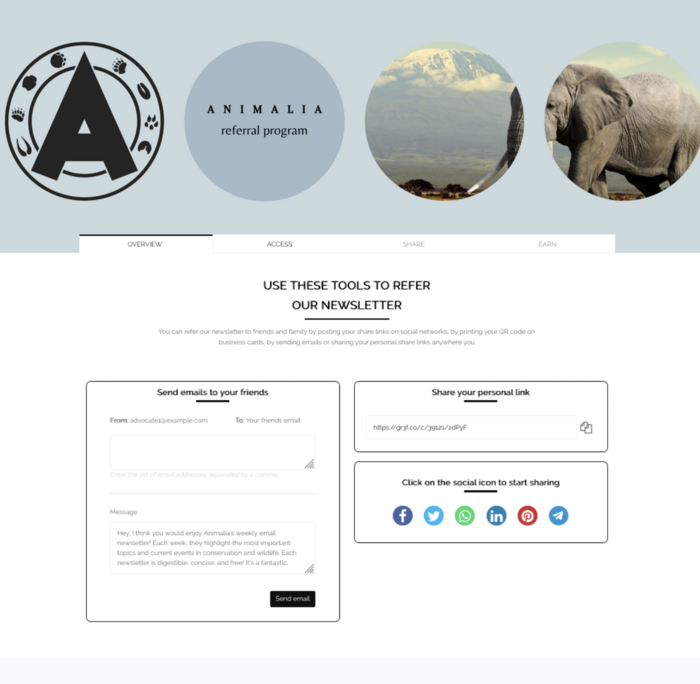 A
ANIMALIA
referral program
OVERVIEW
ACCESS
SHARE
EARN
USE THESE TOOLS TO REFER
OUR NEWSLETTER
You can refer our newsletter to friends and family by posting your share links on social networks, by printing your QR code on
business cards, by sending emails or sharing your personal share links anywhere you
Send emails to your friends
From: advocate1@example.com To: Your friends email
Enter the list of email addresses, separated by a comma.
Message
Hey, I think you would enjoy Animalia's weekly email
newsletter! Each week, they highlight the most important
topics and current events in conservation and wildlife. Each
newsletter is digestible, concise, and free! It's a fantastic,
Send email
Share your personal link
https://gr3f.co/c/39121/2dPyF
Click on the social icon to start sharing